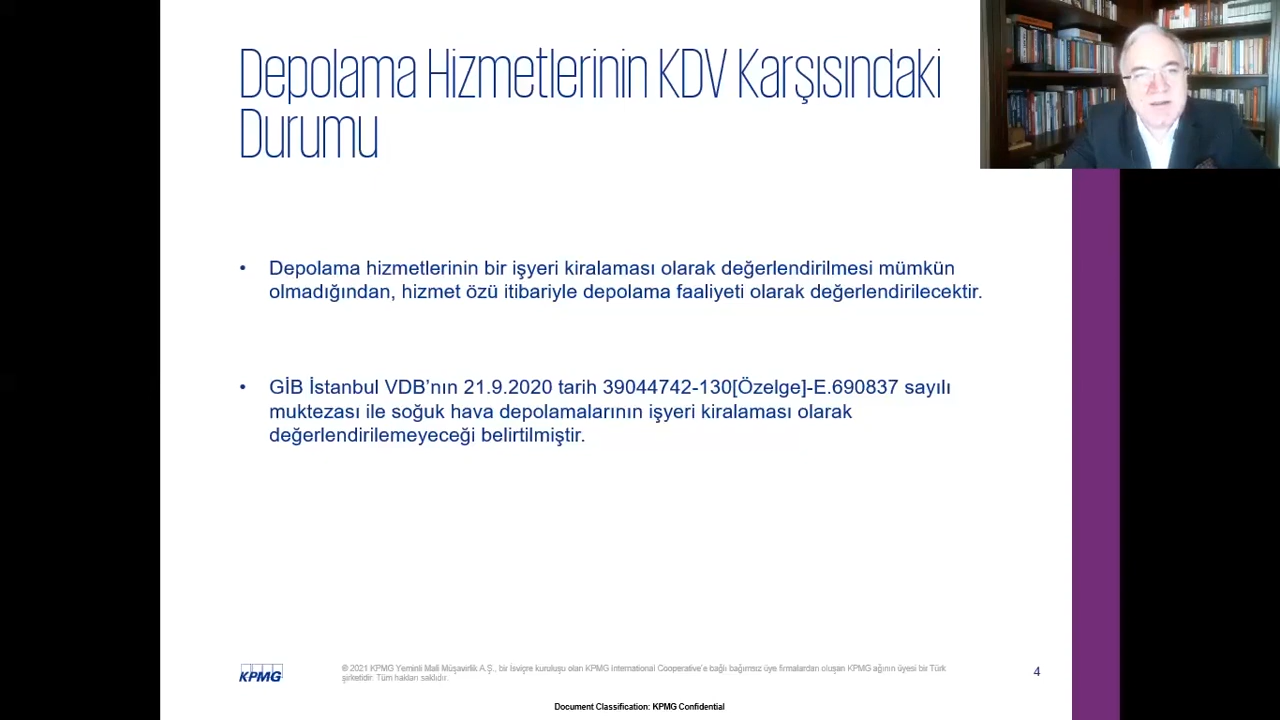 Depolama Hizmetlerinin KDV Karşısındaki
Durumu
• Depolama hizmetlerinin bir işyeri kiralaması olarak değerlendirilmesi mümkün
olmadığından, hizmet özü itibariyle depolama faaliyeti olarak değerlendirilecektir.
• GİB İstanbul VDB’nın 21.9.2020 tarih 39044742-130[Özelge]-E.690837 sayılı
muktezası ile soğuk hava depolamalarının işyeri kiralaması olarak
değerlendirilemeyeceği belirtilmiştir.
KPMG
© 2021 KPMG Yeminli Mali Müşavirlik A.Ş., bir İsviçre kuruluşu olan KPMG International Cooperative’e bağlı bağımsız üye firmalardan oluşan KPMG ağının üyesi bir Türk
şirketidir. Tüm hakları saklıdır.
4
Document Classification: KPMG Confidential